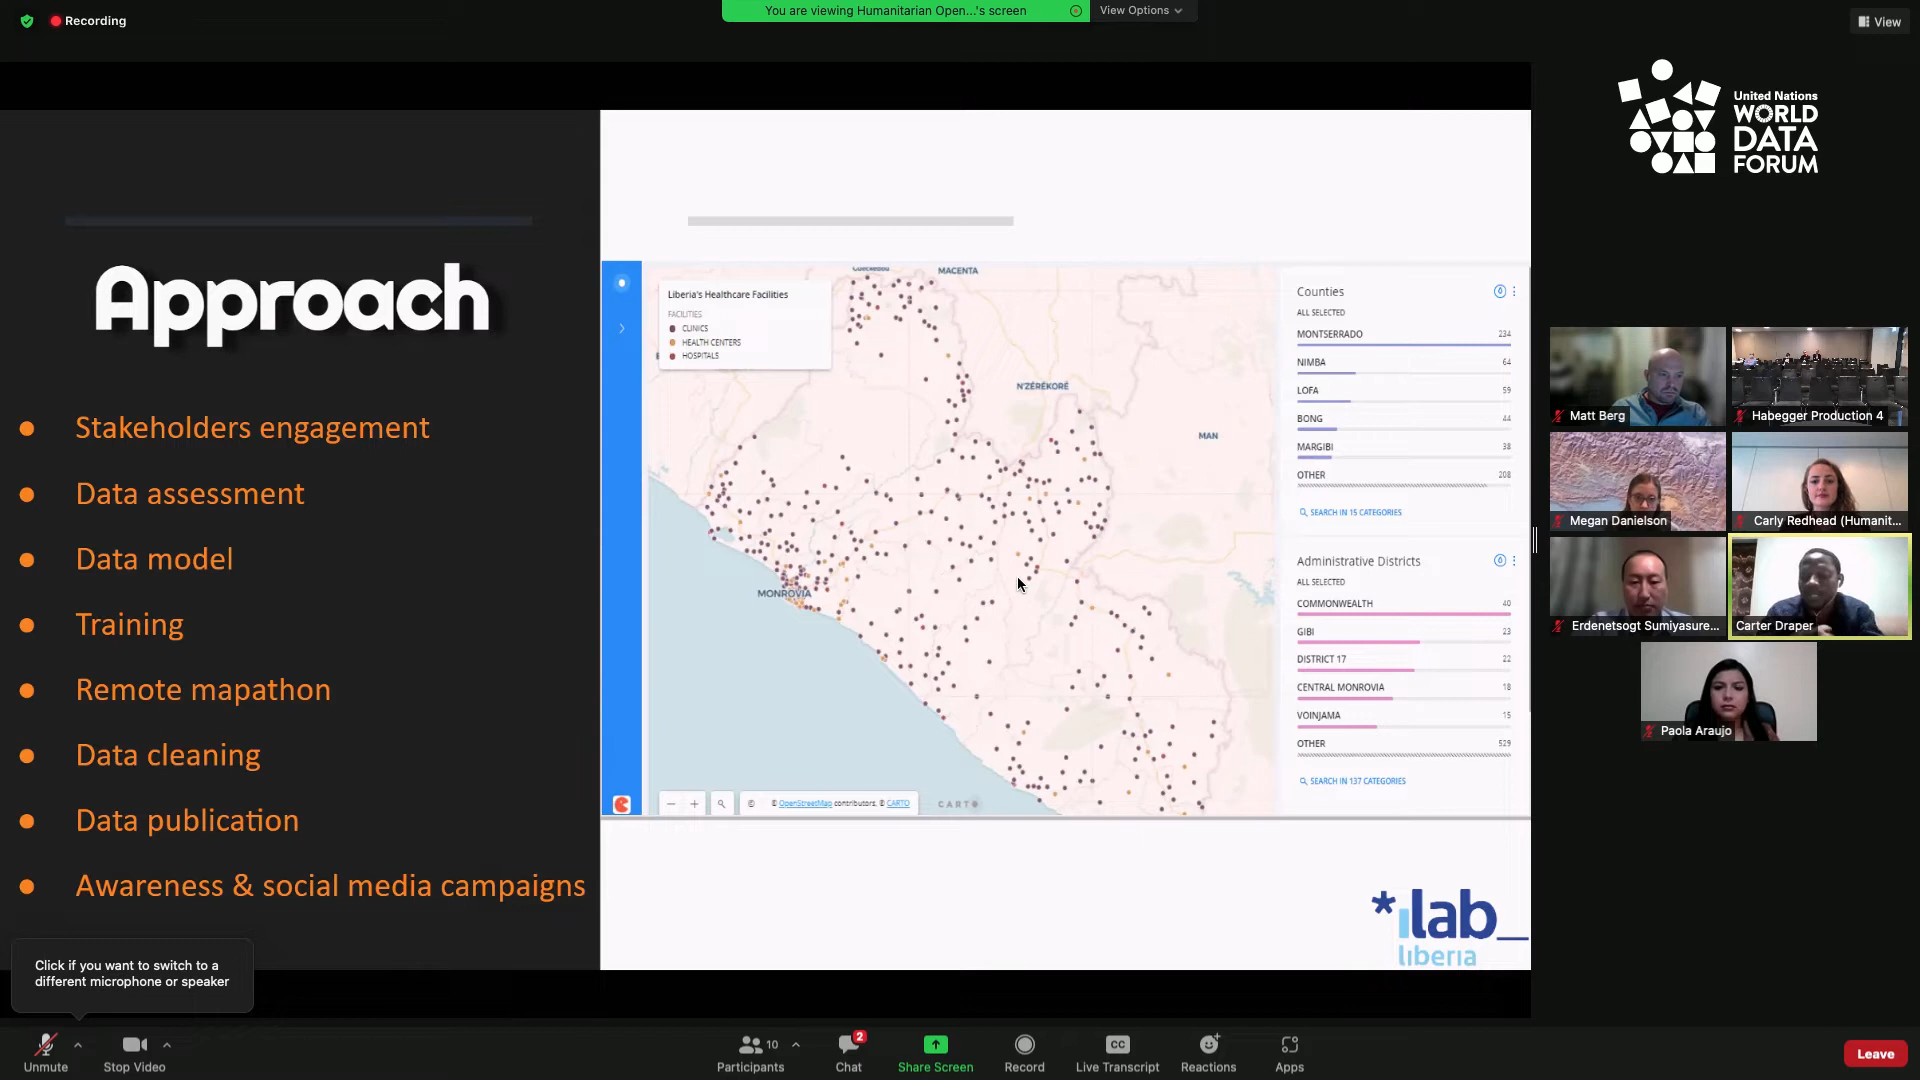 Recording
You are viewing Humanitarian Open...'s screen
View Options
View
United Nations
WORLD
DATA
FORUM
Approach
Stakeholders engagement
Data assessment
Data model
Training
Remote mapathon
Data cleaning
Data publication
Awareness & social media campaigns
Liberia's Healthcare Facilities
FACILITIES
CLINICS
HEALTH CENTERS
HOSPITALS
MACENTA
N'ZÉRÉKORÉ
MAN
MONROVIA
© OpenStreetMap contributors, © CARTO
CARTO
Counties
ALL SELECTED
MONTSERRADO 234
NIMBA 64
LOFA 59
BONG 44
MARGIBI 38
OTHER 208
SEARCH IN 15 CATEGORIES
Administrative Districts
ALL SELECTED
COMMONWEALTH 40
GIBI 23
DISTRICT 17 22
CENTRAL MONROVIA 18
VOINJAMA 15
OTHER 529
SEARCH IN 137 CATEGORIES
*ilab_
liberia
Matt Berg
Habegger Production 4
Megan Danielson
Carly Redhead (Humanit...
Erdenetsogt Sumiyasure...
Carter Draper
Paola Araujo
Click if you want to switch to a
different microphone or speaker
Unmute
Stop Video
10
Participants
2
Chat
Share Screen
Record
CC
Live Transcript
Reactions
Apps
Leave